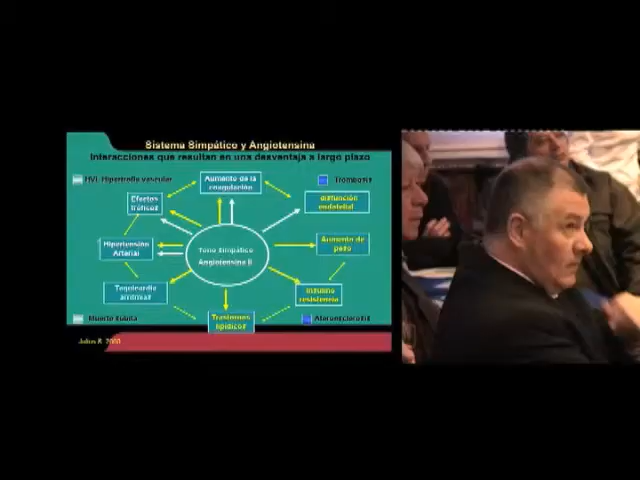 Sistema Simpático y Angiotensina
Interacciones que resultan en una desventaja a largo plazo
HVI, Hipertrofia vascular
Aumento de la
coagulación
Trombosis
Efectos
tróficos
Disfunción
endotelial
Hipertensión
Arterial
Tono Simpático
Angiotensina II
Aumento de
peso
Taquicardia
arritmias
Insulino
resistencia
Trastornos
lipídicos
Muerte súbita
Aterosclerosis
Julio 8, 2000